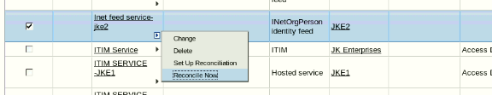 feed
Inet feed service-
jke2
INetOrgPerson
identity feed
JKE2
Change
Delete
Set Up Reconciliation
Reconcile Now
ITIM Service
ITIM
JK Enterprises
Access
ITIM SERVICE
-JKE1
Hosted service
JKE1
Access
ITIM SERVICE